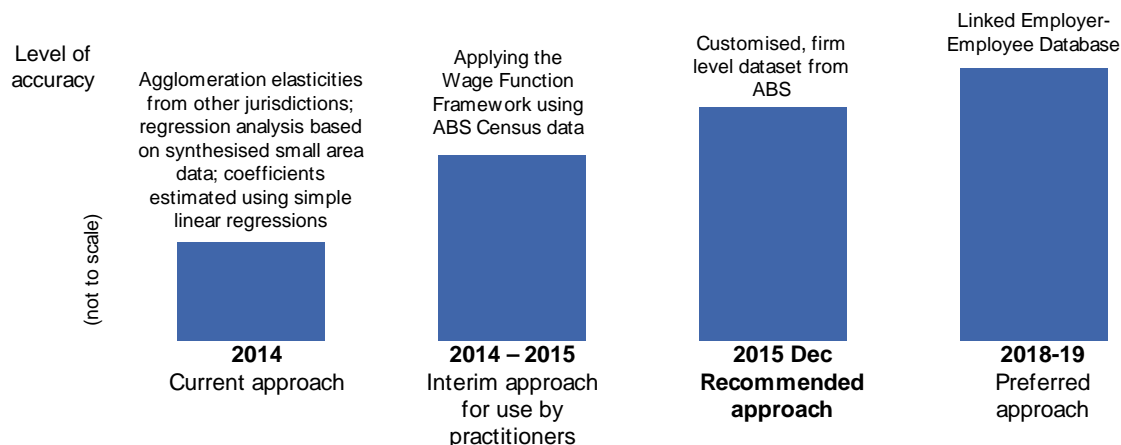 Level of
accuracy
(not to scale)
Agglomeration elasticities
from other jurisdictions;
regression analysis based
on synthesised small area
data; coefficients
estimated using simple
linear regressions
2014
Current approach
Applying the
Wage Function
Framework using
ABS Census data
2014 – 2015
Interim approach
for use by
practitioners
Customised, firm
level dataset from
ABS
2015 Dec
Recommended
approach
Linked Employer-
Employee Database
2018-19
Preferred
approach